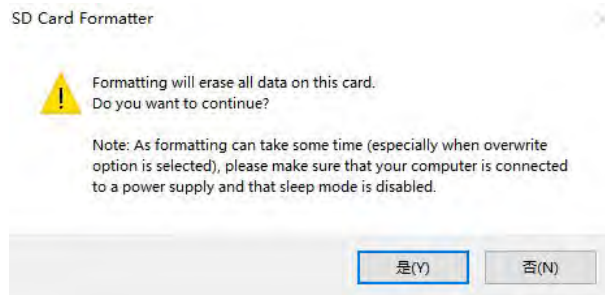 SD Card Formatter
Formatting will erase all data on this card.
Do you want to continue?
Note: As formatting can take some time (especially when overwrite
option is selected), please make sure that your computer is connected
to a power supply and that sleep mode is disabled.
是(Y)
否(N)